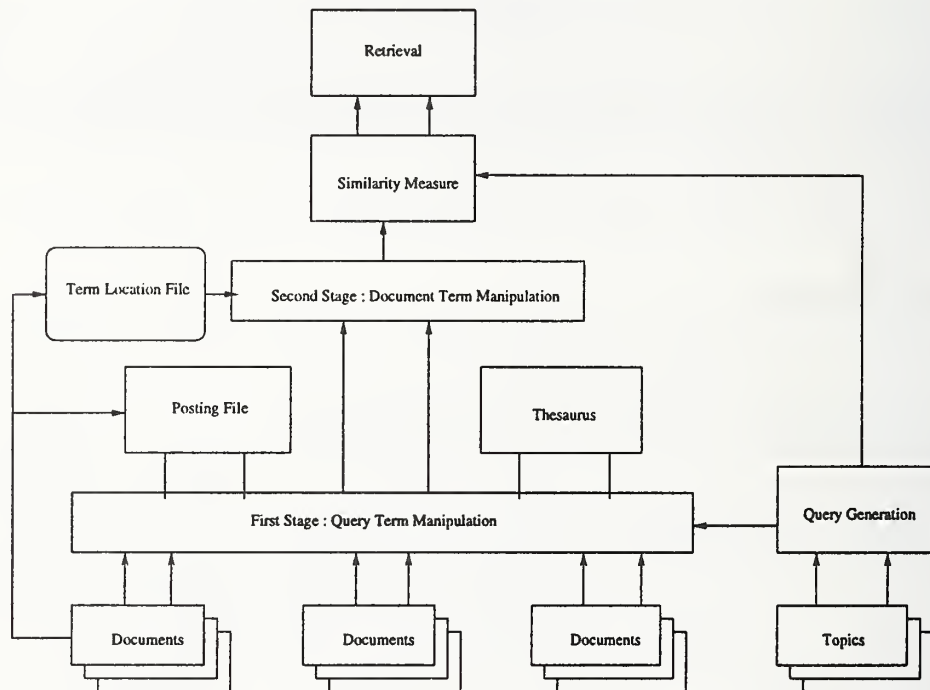 Retrieval
Similarity Measure
Term Location File
Second Stage : Document Term Manipulation
Posting File
Thesaurus
First Stage : Query Term Manipulation
Query Generation
Documents
Documents
Documents
Topics